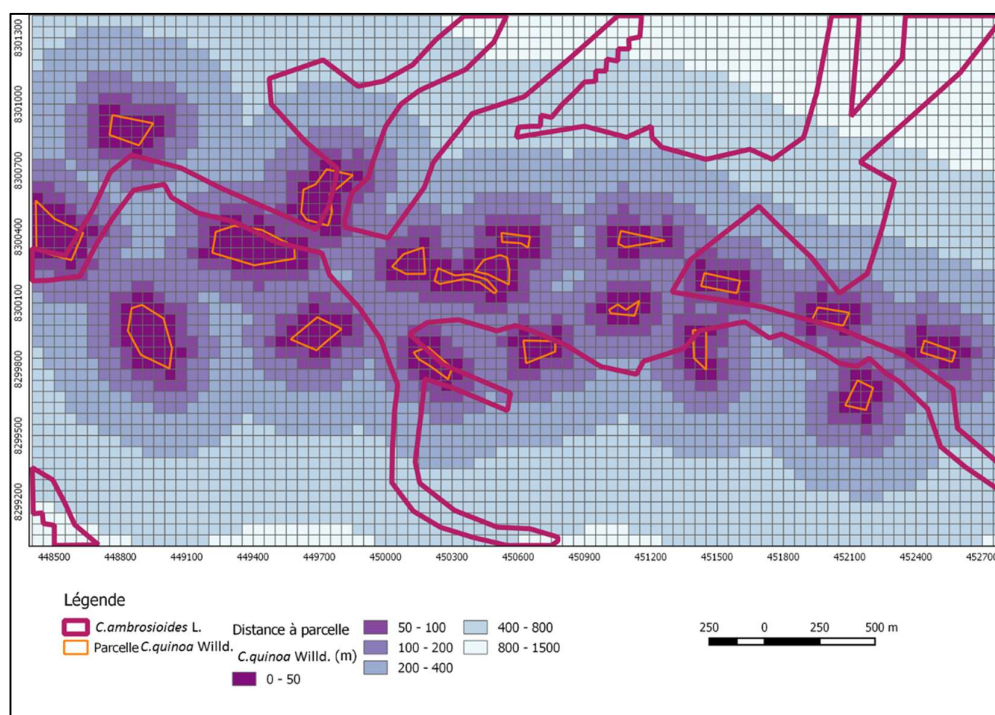 8301300
8301000
8300700
8300400
8300100
8299800
8299500
8299200
448500 448800 449100 449400 449700 450000 450300 450600 450900 451200 451500 451800 452100 452400 452700
Légende
C.ambrosioides L.
Parcelle C.quinoa Willd.
Distance à parcelle
C.quinoa Willd. (m)
0 - 50
50 - 100
100 - 200
200 - 400
400 - 800
800 - 1500
250 0 250 500 m